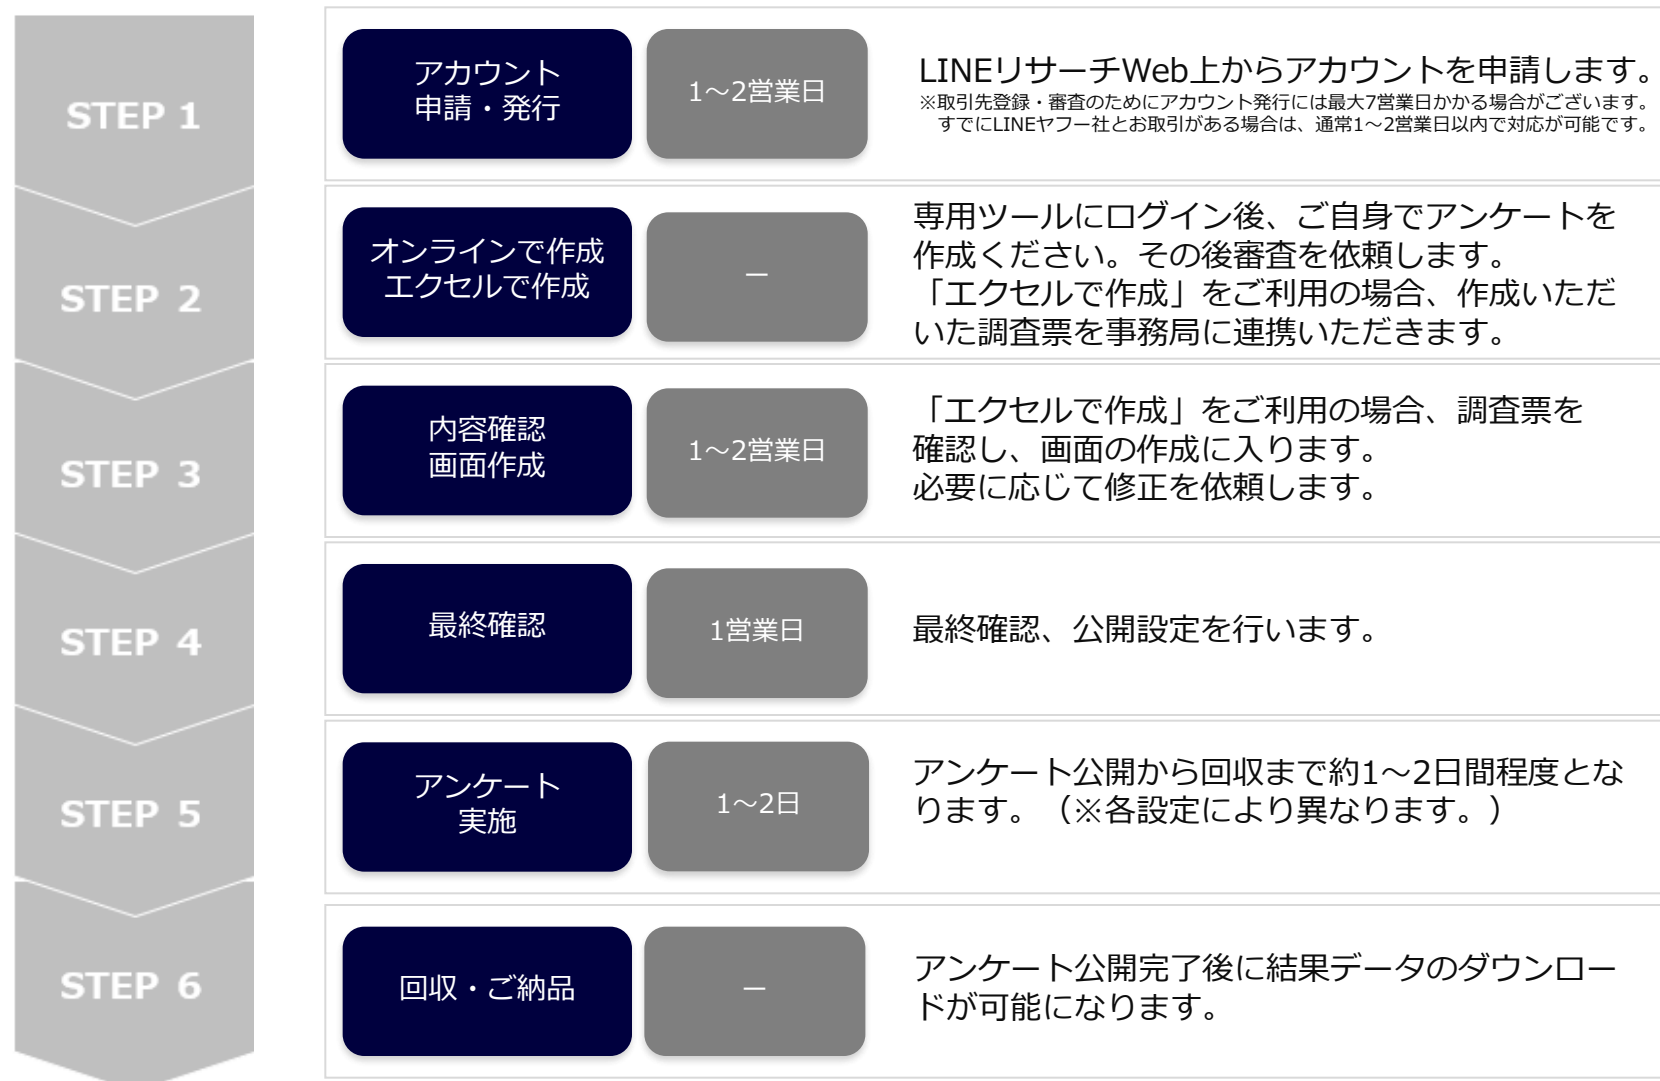 STEP 1
アカウント
申請・発行
1～2営業日
LINEリサーチWeb上からアカウントを申請します。
※取引先登録・審査のためにアカウント発行には最大7営業日かかる場合がございます。
すでにLINEヤフー社とお取引がある場合は、通常1～2営業日以内で対応が可能です。
STEP 2
オンラインで作成
エクセルで作成
－
専用ツールにログイン後、ご自身でアンケートを
作成ください。その後審査を依頼します。
「エクセルで作成」をご利用の場合、作成いただ
いた調査票を事務局に連携いただきます。
STEP 3
内容確認
画面作成
1～2営業日
「エクセルで作成」をご利用の場合、調査票を
確認し、画面の作成に入ります。
必要に応じて修正を依頼します。
STEP 4
最終確認
1営業日
最終確認、公開設定を行います。
STEP 5
アンケート
実施
1～2日
アンケート公開から回収まで約1～2日間程度とな
ります。（※各設定により異なります。）
STEP 6
回収・ご納品
－
アンケート公開完了後に結果データのダウンロー
ドが可能になります。